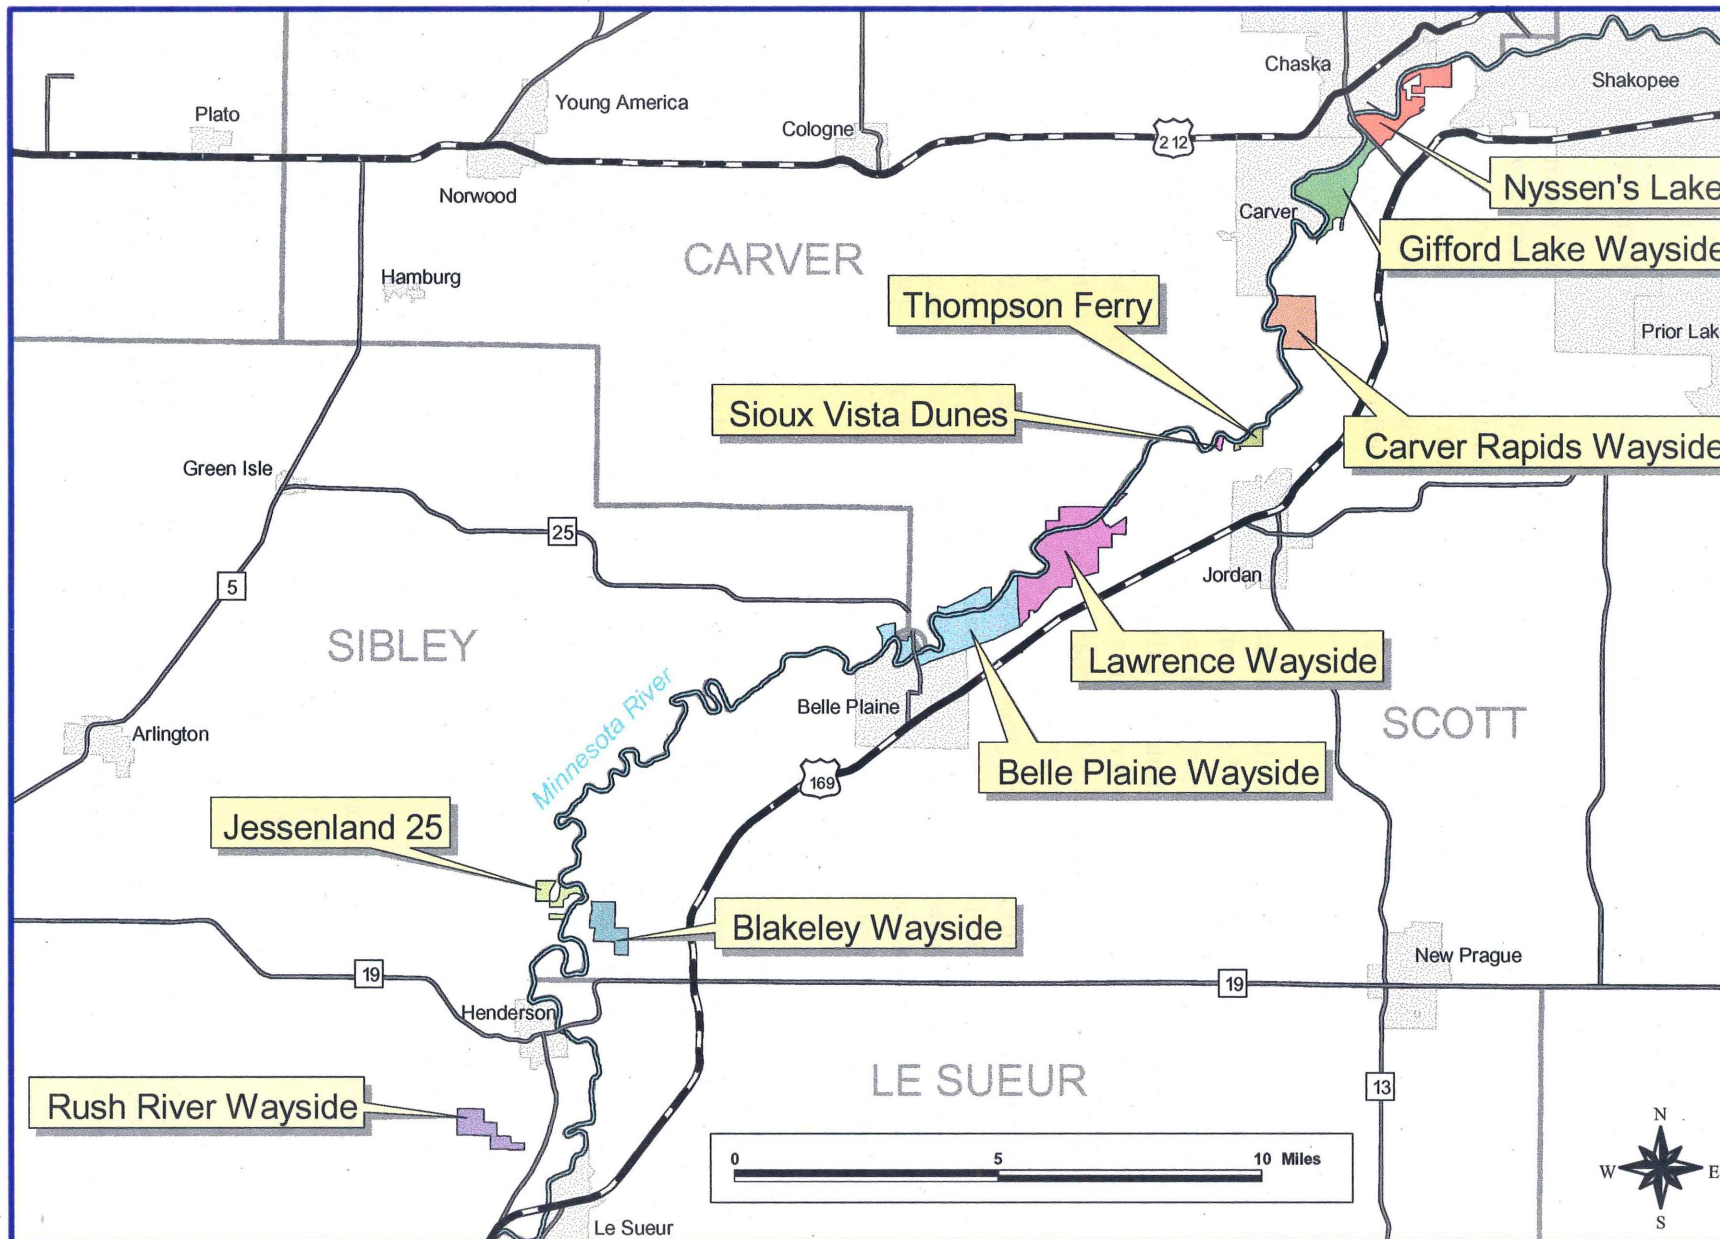 Chaska
Shakopee
Plato
Young America
Cologne
2 12
Norwood
Nyssen's Lake
Carver
Gifford Lake Wayside
CARVER
Hamburg
Thompson Ferry
Prior Lak
Sioux Vista Dunes
Carver Rapids Wayside
Green Isle
25
5
Jordan
SIBLEY
Lawrence Wayside
Minnesota River
Belle Plaine
SCOTT
Arlington
Belle Plaine Wayside
169
Jessenland 25
Blakeley Wayside
New Prague
19
19
Henderson
LE SUEUR
13
Rush River Wayside
0 5 10 Miles
N
W E
S
Le Sueur